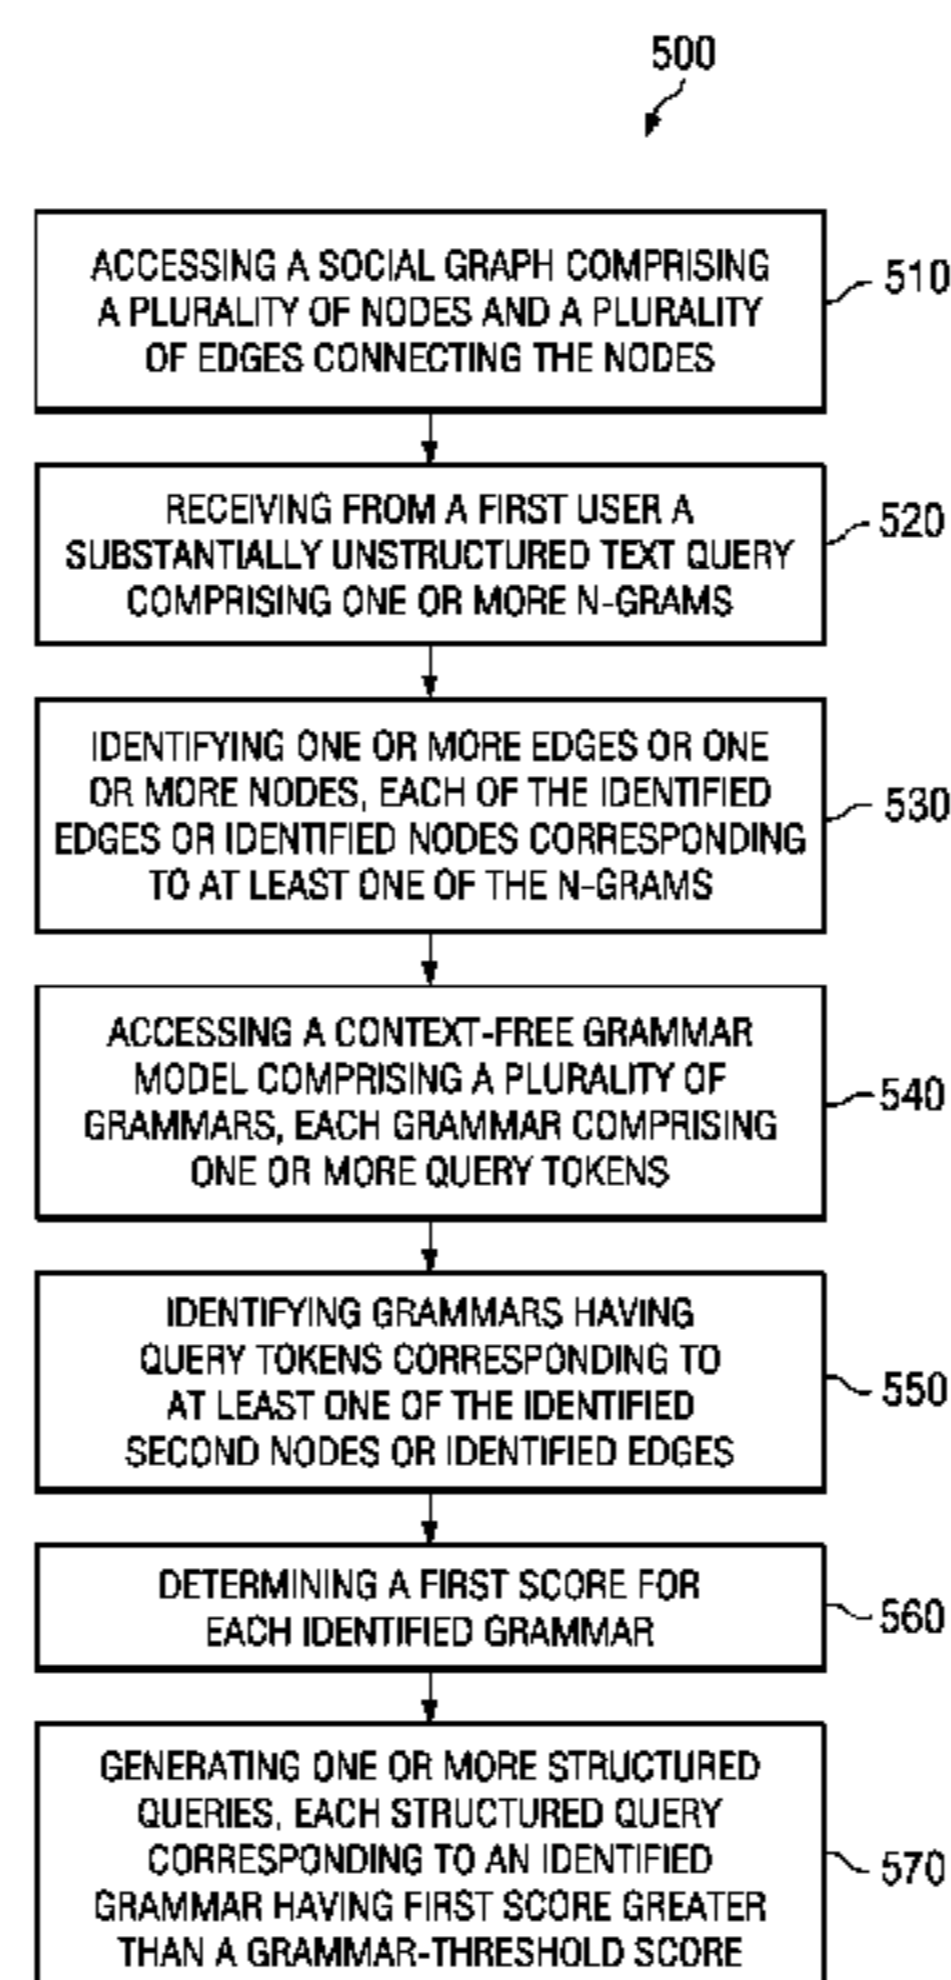 500
ACCESSING A SOCIAL GRAPH COMPRISING
A PLURALITY OF NODES AND A PLURALITY
OF EDGES CONNECTING THE NODES
510
RECEIVING FROM A FIRST USER A
SUBSTANTIALLY UNSTRUCTURED TEXT QUERY
COMPRISING ONE OR MORE N-GRAMS
520
IDENTIFYING ONE OR MORE EDGES OR ONE
OR MORE NODES, EACH OF THE IDENTIFIED
EDGES OR IDENTIFIED NODES CORRESPONDING
TO AT LEAST ONE OF THE N-GRAMS
530
ACCESSING A CONTEXT-FREE GRAMMAR
MODEL COMPRISING A PLURALITY OF
GRAMMARS, EACH GRAMMAR COMPRISING
ONE OR MORE QUERY TOKENS
540
IDENTIFYING GRAMMARS HAVING
QUERY TOKENS CORRESPONDING TO
AT LEAST ONE OF THE IDENTIFIED
SECOND NODES OR IDENTIFIED EDGES
550
DETERMINING A FIRST SCORE FOR
EACH IDENTIFIED GRAMMAR
560
GENERATING ONE OR MORE STRUCTURED
QUERIES, EACH STRUCTURED QUERY
CORRESPONDING TO AN IDENTIFIED
GRAMMAR HAVING FIRST SCORE GREATER
THAN A GRAMMAR-THRESHOLD SCORE
570